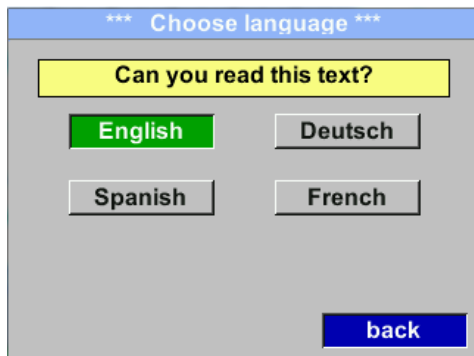 *** Choose language ***
Can you read this text?
English Deutsch
Spanish French
back